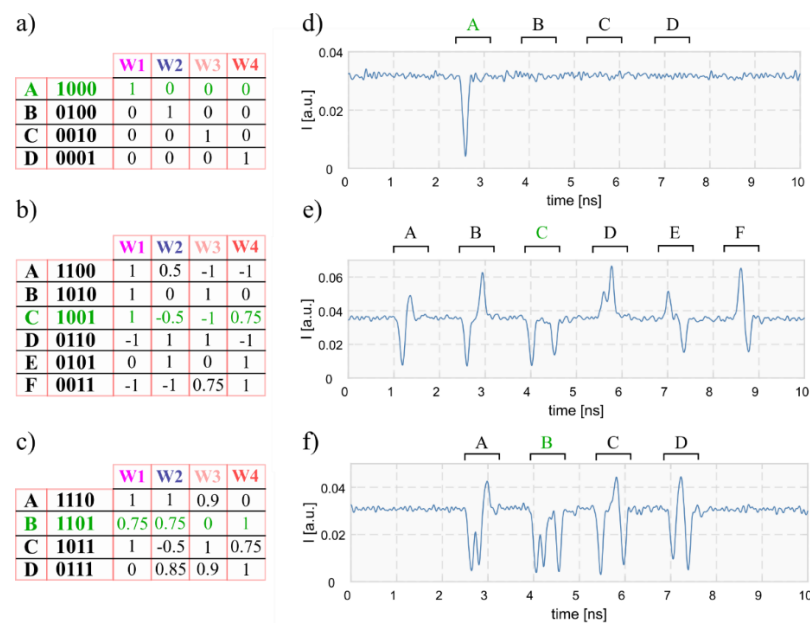 a)
W1 W2 W3 W4
A 1000 1 0 0 0
B 0100 0 1 0 0
C 0010 0 0 1 0
D 0001 0 0 0 1
b)
W1 W2 W3 W4
A 1100 1 0.5 -1 -1
B 1010 1 0 1 0
C 1001 1 -0.5 -1 0.75
D 0110 -1 1 1 -1
E 0101 0 1 0 1
F 0011 -1 -1 0.75 1
c)
W1 W2 W3 W4
A 1110 1 1 0.9 0
B 1101 0.75 0.75 0 1
C 1011 1 -0.5 1 0.75
D 0111 0 0.85 0.9 1
d)
A B C D
0.04
0.02
0
I [a.u.]
0 1 2 3 4 5 6 7 8 9 10
time [ns]
e)
A B C D E F
0.06
0.04
0.02
0
I [a.u.]
0 1 2 3 4 5 6 7 8 9 10
time [ns]
f)
A B C D
0.04
0.02
0
I [a.u.]
0 1 2 3 4 5 6 7 8 9 10
time [ns]